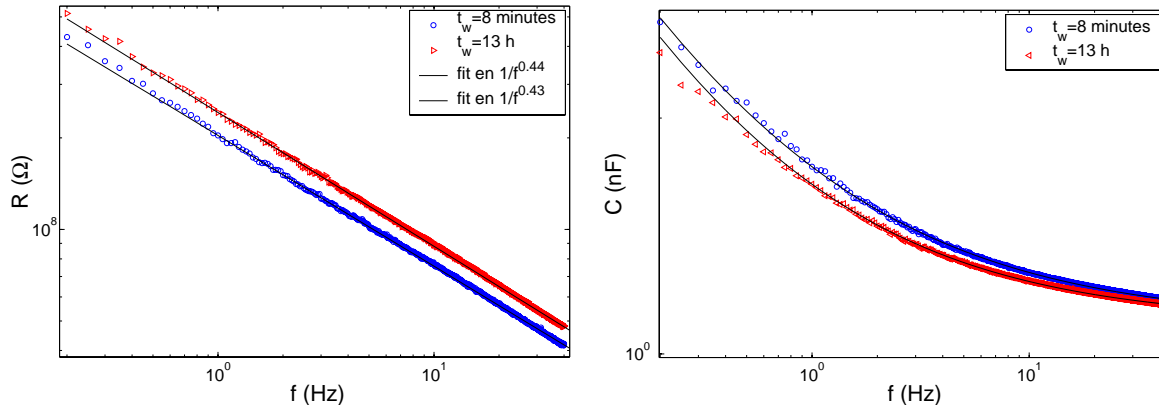 t_w=8 minutes
t_w=13 h
fit en 1/f^0.44
fit en 1/f^0.43
R (Ω)
10^8
10^0
10^1
f (Hz)
t_w=8 minutes
t_w=13 h
C (nF)
10^0
10^0
10^1
f (Hz)